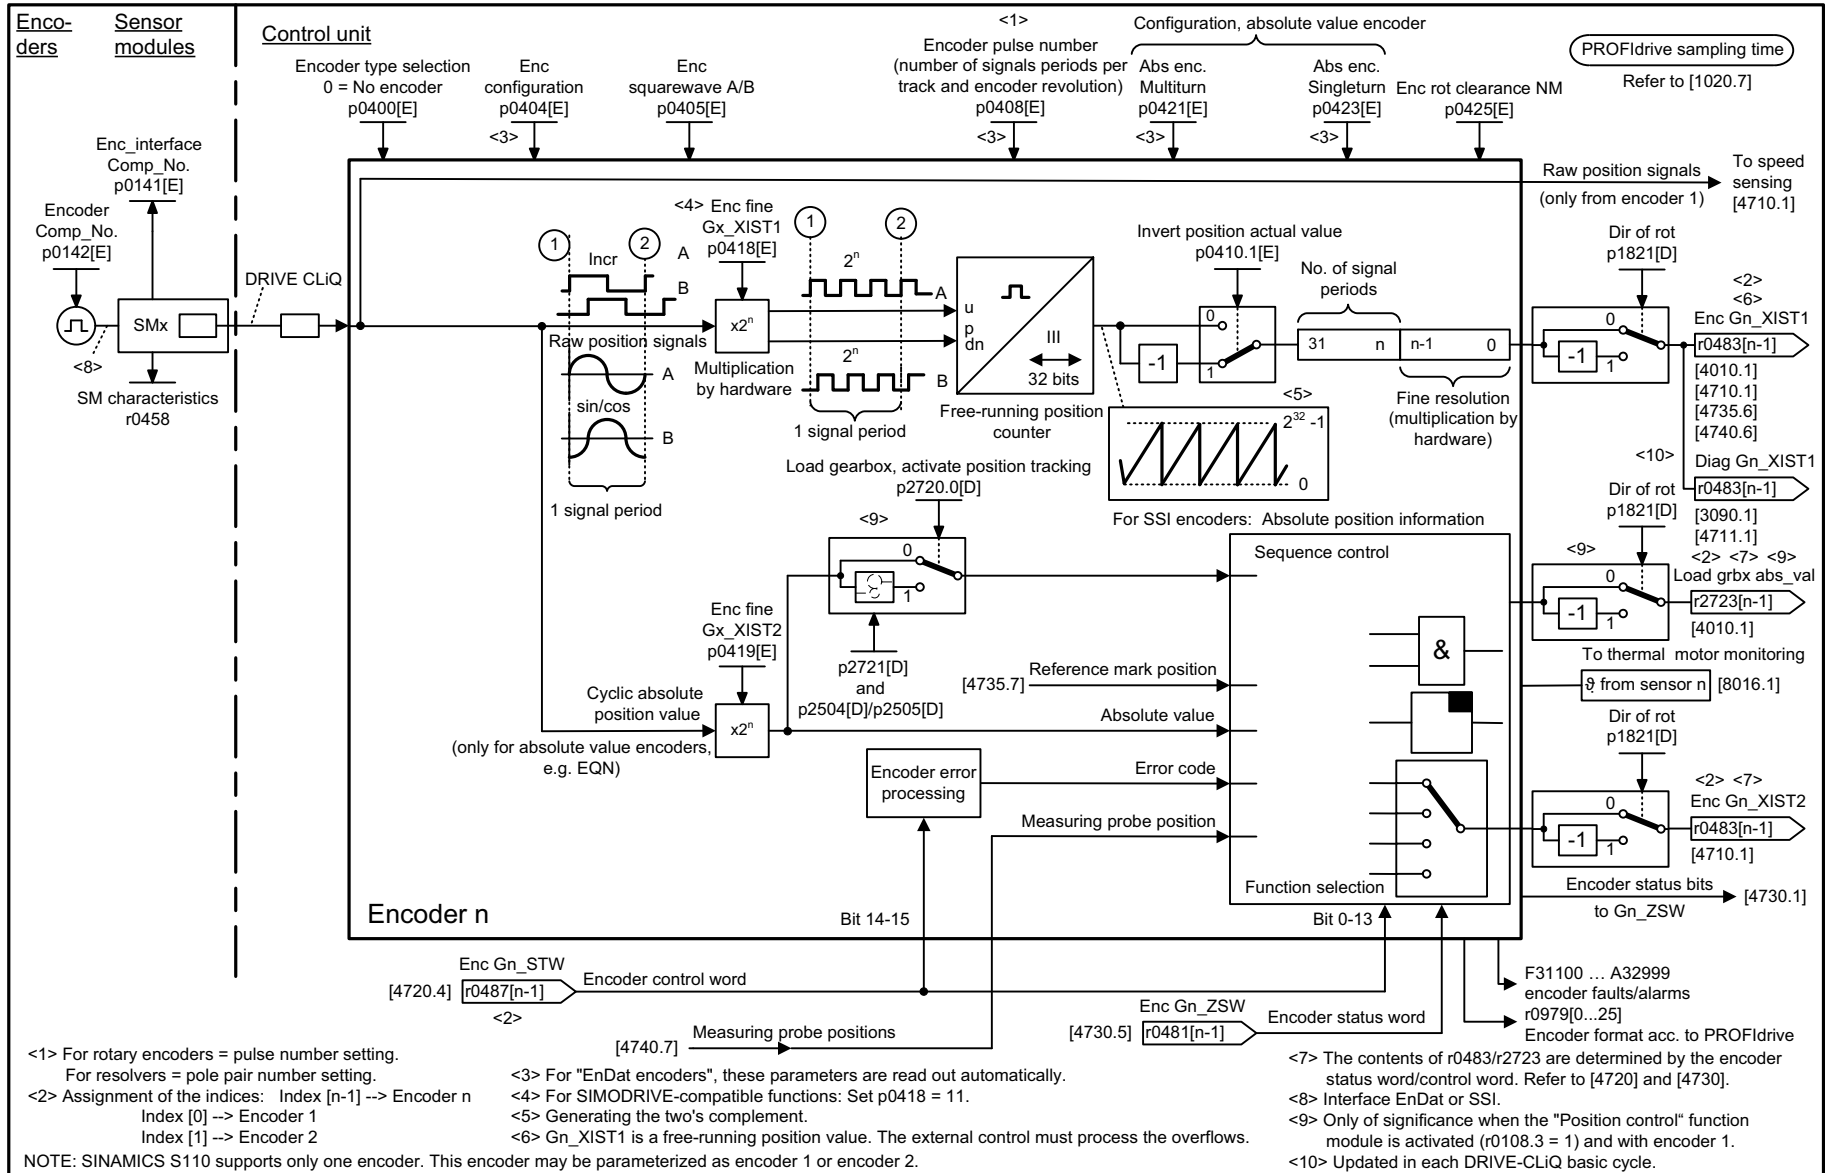 Enco-
ders
Sensor
modules
Control unit
Encoder type selection
0 = No encoder
p0400[E]
Enc
configuration
p0404[E]
<3>
Enc
squarewave A/B
p0405[E]
<1>
Encoder pulse number
(number of signals periods per
track and encoder revolution)
p0408[E]
<3>
Configuration, absolute value encoder
Abs enc.
Multiturn
p0421[E]
<3>
Abs enc.
Singleturn
p0423[E]
<3>
Enc rot clearance NM
p0425[E]
PROFIdrive sampling time
Refer to [1020.7]
Enc_interface
Comp_No.
p0141[E]
Encoder
Comp_No.
p0142[E]
DRIVE CLiQ
SMx
<8>
SM characteristics
r0458
Raw position signals
(only from encoder 1)
To speed
sensing
[4710.1]
1
2
Incr
A
B
Raw position signals
A
sin/cos
B
1 signal period
<4> Enc fine
Gx_XIST1
p0418[E]
x2n
Multiplication
by hardware
1
2
2n
A
2n
B
1 signal period
u
p
dn
III
32 bits
Free-running position
counter
Invert position actual value
p0410.1[E]
0
-1
1
No. of signal
periods
31 n n-1 0
Fine resolution
(multiplication by
hardware)
<5>
232 -1
0
Dir of rot
p1821[D]
0
-1
1
<2>
<6>
Enc Gn_XIST1
r0483[n-1]
[4010.1]
[4710.1]
[4735.6]
[4740.6]
<10>
Diag Gn_XIST1
r0483[n-1]
[3090.1]
[4711.1]
Load gearbox, activate position tracking
p2720.0[D]
<9>
0
1
p2721[D]
and
p2504[D]/p2505[D]
For SSI encoders: Absolute position information
Sequence control
&
Function selection
Dir of rot
p1821[D]
<9>
0
-1
1
<2> <7> <9>
Load grbx abs_val
r2723[n-1]
[4010.1]
Enc fine
Gx_XIST2
p0419[E]
Cyclic absolute
position value
x2n
(only for absolute value encoders,
e.g. EQN)
[4735.7]
Reference mark position
Absolute value
Encoder error
processing
Error code
Measuring probe position
To thermal motor monitoring
ϑ from sensor n
[8016.1]
Dir of rot
p1821[D]
0
-1
1
<2> <7>
Enc Gn_XIST2
r0483[n-1]
[4710.1]
Encoder status bits
to Gn_ZSW
[4730.1]
Encoder n
Bit 14-15
Bit 0-13
Enc Gn_STW
[4720.4] r0487[n-1]
<2>
Encoder control word
Enc Gn_ZSW
[4730.5] r0481[n-1]
Encoder status word
[4740.7]
Measuring probe positions
F31100 … A32999
encoder faults/alarms
r0979[0...25]
Encoder format acc. to PROFIdrive
<1> For rotary encoders = pulse number setting.
For resolvers = pole pair number setting.
<2> Assignment of the indices: Index [n-1] --> Encoder n
Index [0] --> Encoder 1
Index [1] --> Encoder 2
<3> For "EnDat encoders", these parameters are read out automatically.
<4> For SIMODRIVE-compatible functions: Set p0418 = 11.
<5> Generating the two's complement.
<6> Gn_XIST1 is a free-running position value. The external control must process the overflows.
<7> The contents of r0483/r2723 are determined by the encoder
status word/control word. Refer to [4720] and [4730].
<8> Interface EnDat or SSI.
<9> Only of significance when the "Position control“ function
module is activated (r0108.3 = 1) and with encoder 1.
<10> Updated in each DRIVE-CLiQ basic cycle.
NOTE: SINAMICS S110 supports only one encoder. This encoder may be parameterized as encoder 1 or encoder 2.